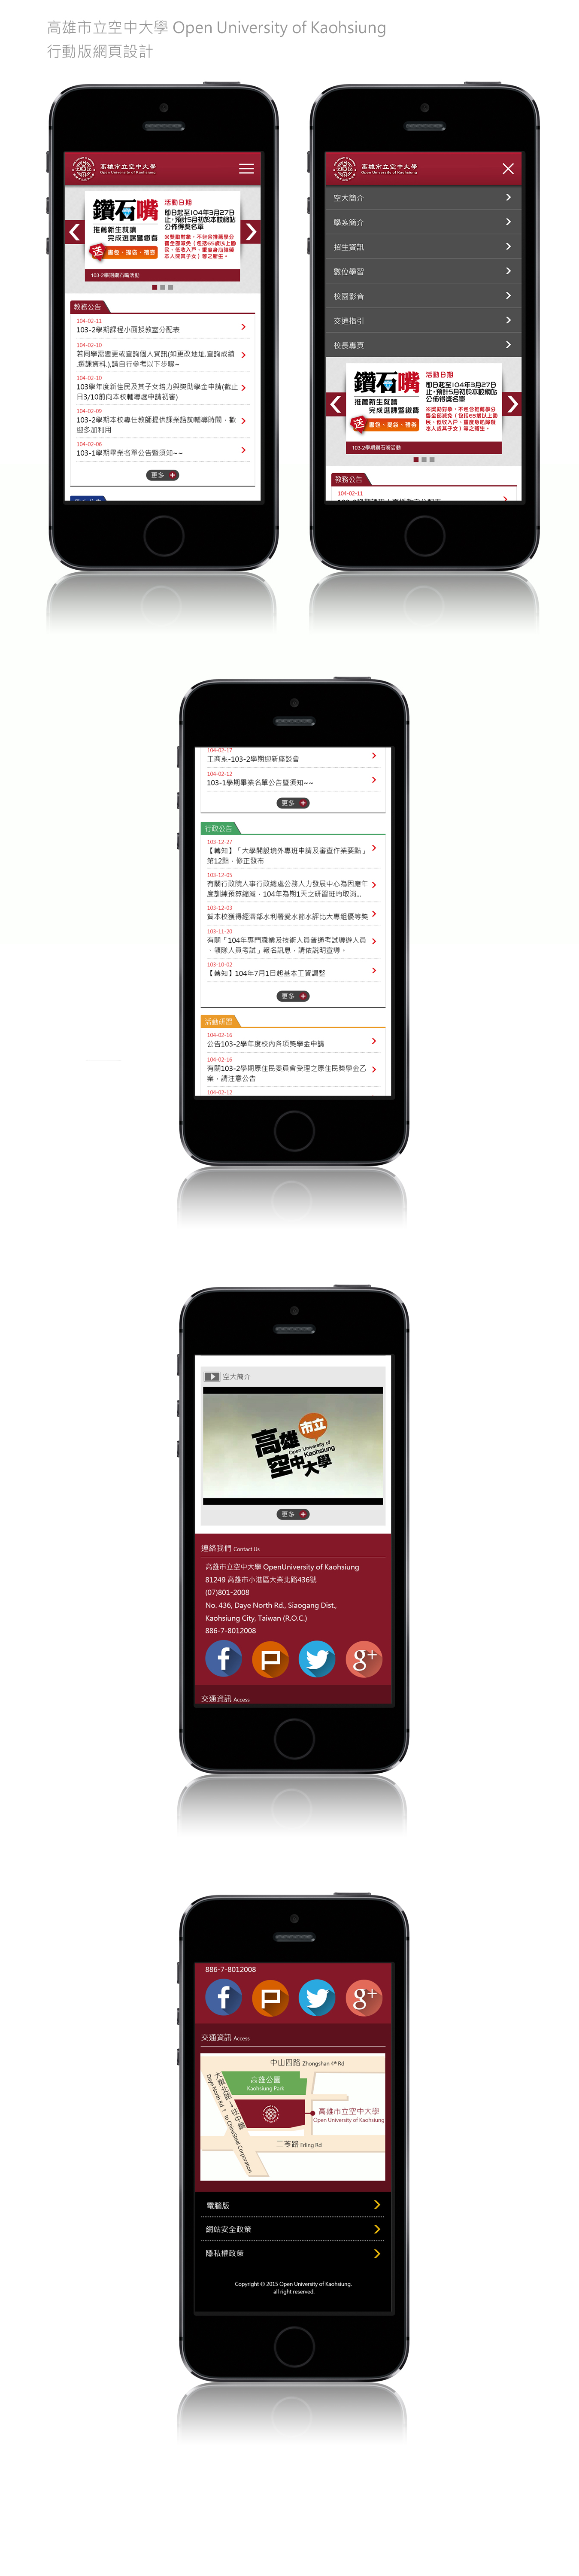 高雄市立空中大學 Open University of Kaohsiung
行動版網頁設計
高雄市立空中大學
Open University of Kaohsiung
鑽石嘴
推薦新生就讀
完成選課暨繳費
送 書包、提袋、禮券
活動日期
即日起至104年3月27日
止,預計5月初於本校網站
公佈得獎名單
103-2學期鑽石嘴活動
教務公告
104-02-11
103-2學期課程小面授教室分配表
104-02-10
若同學需要更或查詢個人資訊(如更改地址,查詢成績
,選課資料),請自行參考以下步驟~
104-02-10
103學年度新住民及其子女培力與獎助學金申請(截止
日3/10前向本校輔導處申請初審)
104-02-09
103-2學期本校專任教師提供課業諮詢輔導時間,歡
迎多加利用
104-02-06
103-1學期畢業名單公告暨須知~~
更多
高雄市立空中大學
Open University of Kaohsiung
空大簡介
學系簡介
招生資訊
數位學習
校園影音
交通指引
校長專頁
鑽石嘴
推薦新生就讀
完成選課暨繳費
送 書包、提袋、禮券
活動日期
即日起至104年3月27日
止,預計5月初於本校網站
公佈得獎名單
103-2學期鑽石嘴活動
教務公告
104-02-11
104-02-17
工商系-103-2學期迎新座談會
104-02-12
103-1學期畢業名單公告暨須知~~
更多
行政公告
103-12-27
【轉知】「大學開設境外專班申請及審查作業要點」
第12點,修正發布
103-12-05
有關行政院人事行政總處公務人力發展中心為因應年
度訓練預算縮減,104年為期1天之研習班均取消...
103-12-03
賀本校獲得經濟部水利署愛水節水評比大專組優等獎
103-11-20
有關「104年專門職業及技術人員普通考試導遊人員
、領隊人員考試」報名訊息,請依說明宣導。
103-10-02
【轉知】104年7月1日起基本工資調整
更多
活動研習
104-02-16
公告103-2學年度校內各項獎學金申請
104-02-16
有關103-2學期原住民委員會受理之原住民獎學金乙
案,請注意公告
104-02-12
空大簡介
高雄市立
Open University of
Kaohsiung
空中大學
更多
連絡我們 Contact Us
高雄市立空中大學 OpenUniversity of Kaohsiung
81249 高雄市小港區大業北路436號
(07)801-2008
No. 436, Daye North Rd., Siaogang Dist.,
Kaohsiung City, Taiwan (R.O.C.)
886-7-8012008
f
g+
交通資訊 Access
886-7-8012008
f
g+
交通資訊 Access
中山四路 Zhongshan 4th Rd
高雄公園
Kaohsiung Park
高雄市立空中大學
Open University of Kaohsiung
二苓路 Erling Rd
電腦版
網站安全政策
隱私權政策
Copyright © 2015 Open University of Kaohsiung.
all right reserved.